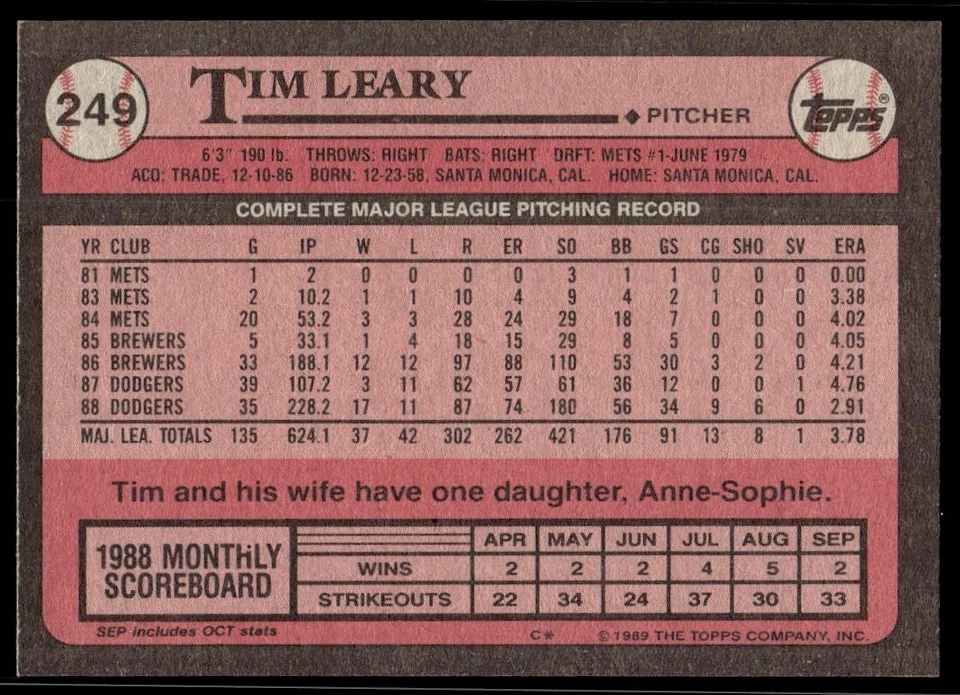 249
TIM LEARY
PITCHER
topps®
6'3" 190 lb. THROWS: RIGHT BATS: RIGHT DRFT: METS #1-JUNE 1979
ACQ: TRADE, 12-10-86 BORN: 12-23-58, SANTA MONICA, CAL. HOME: SANTA MONICA, CAL.
COMPLETE MAJOR LEAGUE PITCHING RECORD
YR CLUB G IP W L R ER SO BB GS CG SHO SV ERA
81 METS 1 2 0 0 0 0 3 1 1 0 0 0 0.00
83 METS 2 10.2 1 1 10 4 9 4 2 1 0 0 3.38
84 METS 20 53.2 3 3 28 24 29 18 7 0 0 0 4.02
85 BREWERS 5 33.1 1 4 18 15 29 8 5 0 0 0 4.05
86 BREWERS 33 188.1 12 12 97 88 110 53 30 3 2 0 4.21
87 DODGERS 39 107.2 3 11 62 57 61 36 12 0 0 1 4.76
88 DODGERS 35 228.2 17 11 87 74 180 56 34 9 6 0 2.91
MAJ. LEA. TOTALS 135 624.1 37 42 302 262 421 176 91 13 8 1 3.78
Tim and his wife have one daughter, Anne-Sophie.
1988 MONTHLY SCOREBOARD
APR MAY JUN JUL AUG SEP
WINS 2 2 2 4 5 2
STRIKEOUTS 22 34 24 37 30 33
SEP includes OCT stats
C* © 1989 THE TOPPS COMPANY, INC.